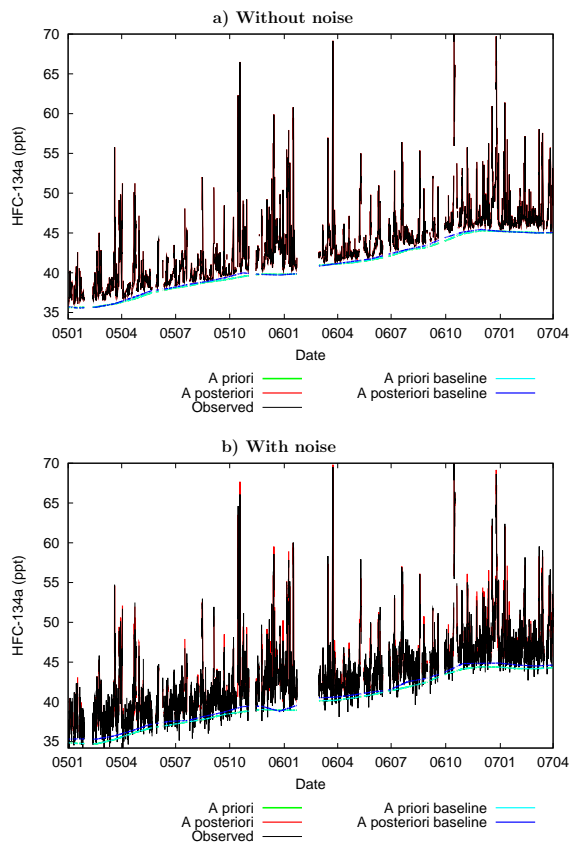 a) Without noise
HFC-134a (ppt)
70
65
60
55
50
45
40
35
0501 0504 0507 0510 0601 0604 0607 0610 0701 0704
Date
A priori
A priori baseline
A posteriori
A posteriori baseline
Observed
b) With noise
HFC-134a (ppt)
70
65
60
55
50
45
40
35
0501 0504 0507 0510 0601 0604 0607 0610 0701 0704
Date
A priori
A priori baseline
A posteriori
A posteriori baseline
Observed